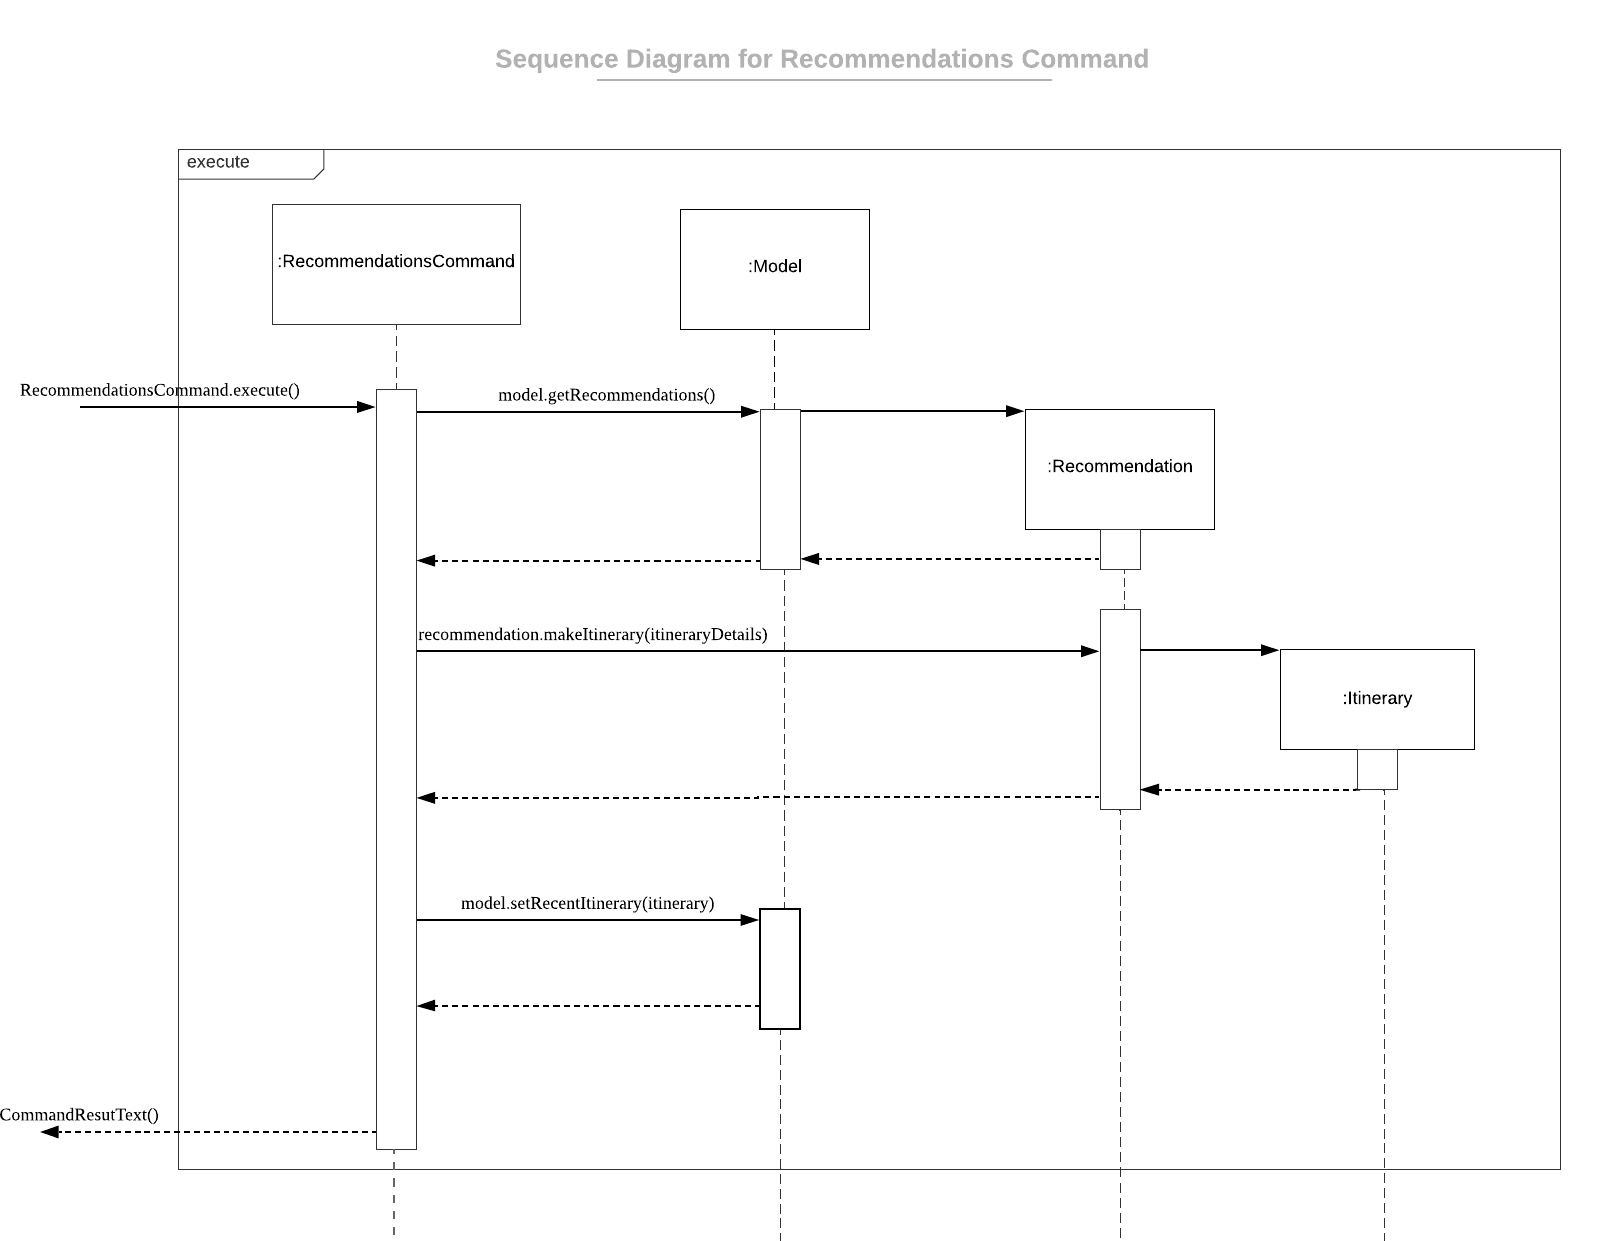 Sequence Diagram for Recommendations Command
execute
:RecommendationsCommand
:Model
RecommendationsCommand.execute()
model.getRecommendations()
:Recommendation
recommendation.makeItinerary(itineraryDetails)
:Itinerary
model.setRecentItinerary(itinerary)
CommandResutText()